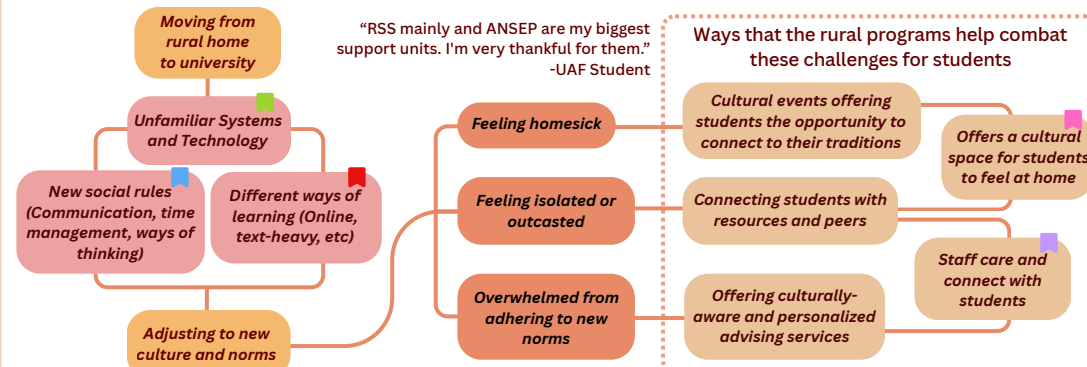 Moving from
rural home
to university
Unfamiliar Systems
and Technology
New social rules
(Communication, time
management, ways of
thinking)
Different ways of
learning (Online,
text-heavy, etc)
Adjusting to new
culture and norms
“RSS mainly and ANSEP are my biggest
support units. I'm very thankful for them.”
-UAF Student
Feeling homesick
Feeling isolated or
outcasted
Overwhelmed from
adhering to new
norms
Ways that the rural programs help combat
these challenges for students
Cultural events offering
students the opportunity to
connect to their traditions
Connecting students with
resources and peers
Offering culturally-
aware and personalized
advising services
Offers a cultural
space for students
to feel at home
Staff care and
connect with
students